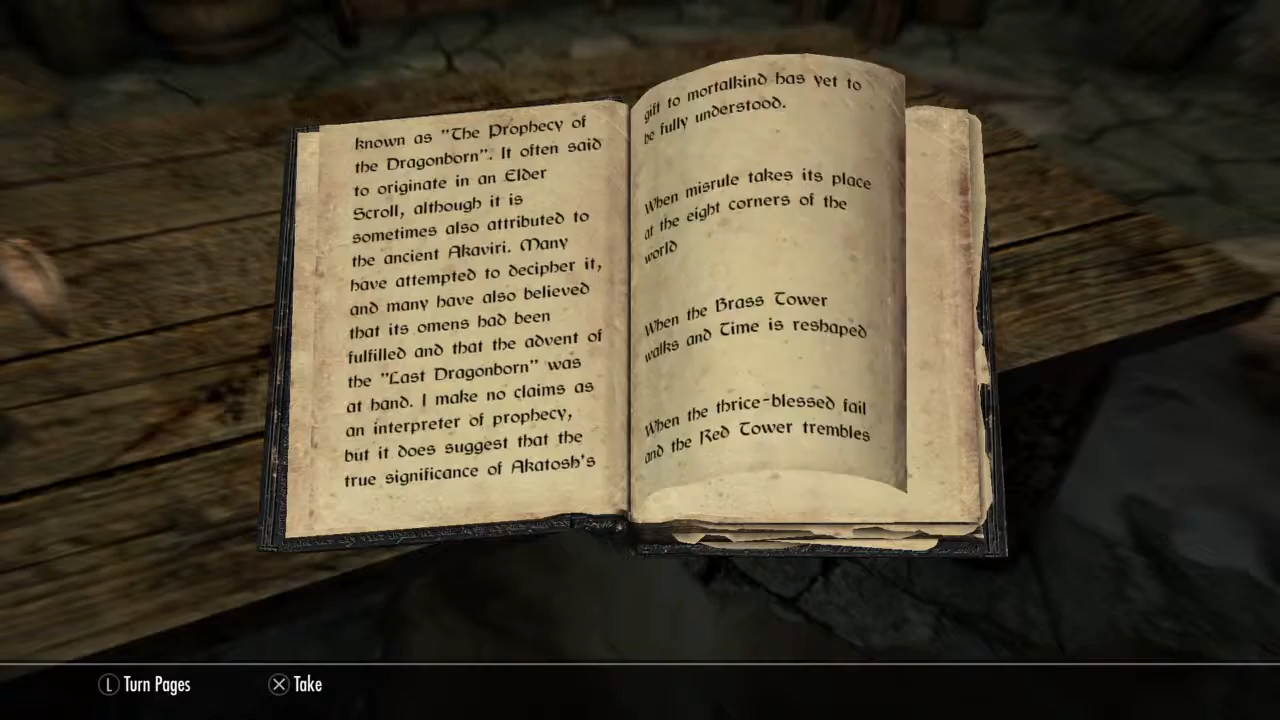 known as "The Prophecy of
the Dragonborn". It often said
to originate in an Elder
Scroll, although it is
sometimes also attributed to
the ancient Akaviri. Many
have attempted to decipher it,
and many have also believed
that its omens had been
fulfilled and that the advent of
the "Last Dragonborn" was
at hand. I make no claims as
an interpreter of prophecy,
but it does suggest that the
true significance of Akatosh's
gift to mortalkind has yet to
be fully understood.
When misrule takes its place
at the eight corners of the
world
When the Brass Tower
walks and Time is reshaped
When the thrice-blessed fail
and the Red Tower trembles
L Turn Pages
X Take